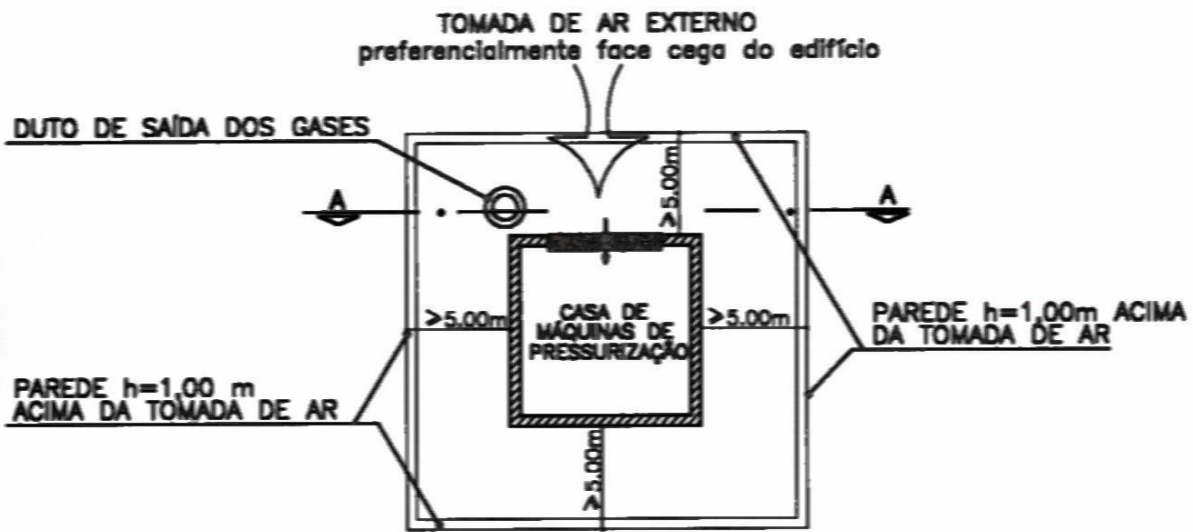 TOMADA DE AR EXTERNO
preferencialmente face cega do edifício
DUTO DE SAÍDA DOS GASES
>5.00m
A
A
>5.00m
CASA DE
MÁQUINAS DE
PRESSURIZAÇÃO
>5.00m
PAREDE h=1,00m ACIMA
DA TOMADA DE AR
PAREDE h=1,00 m
ACIMA DA TOMADA DE AR
>5.00m